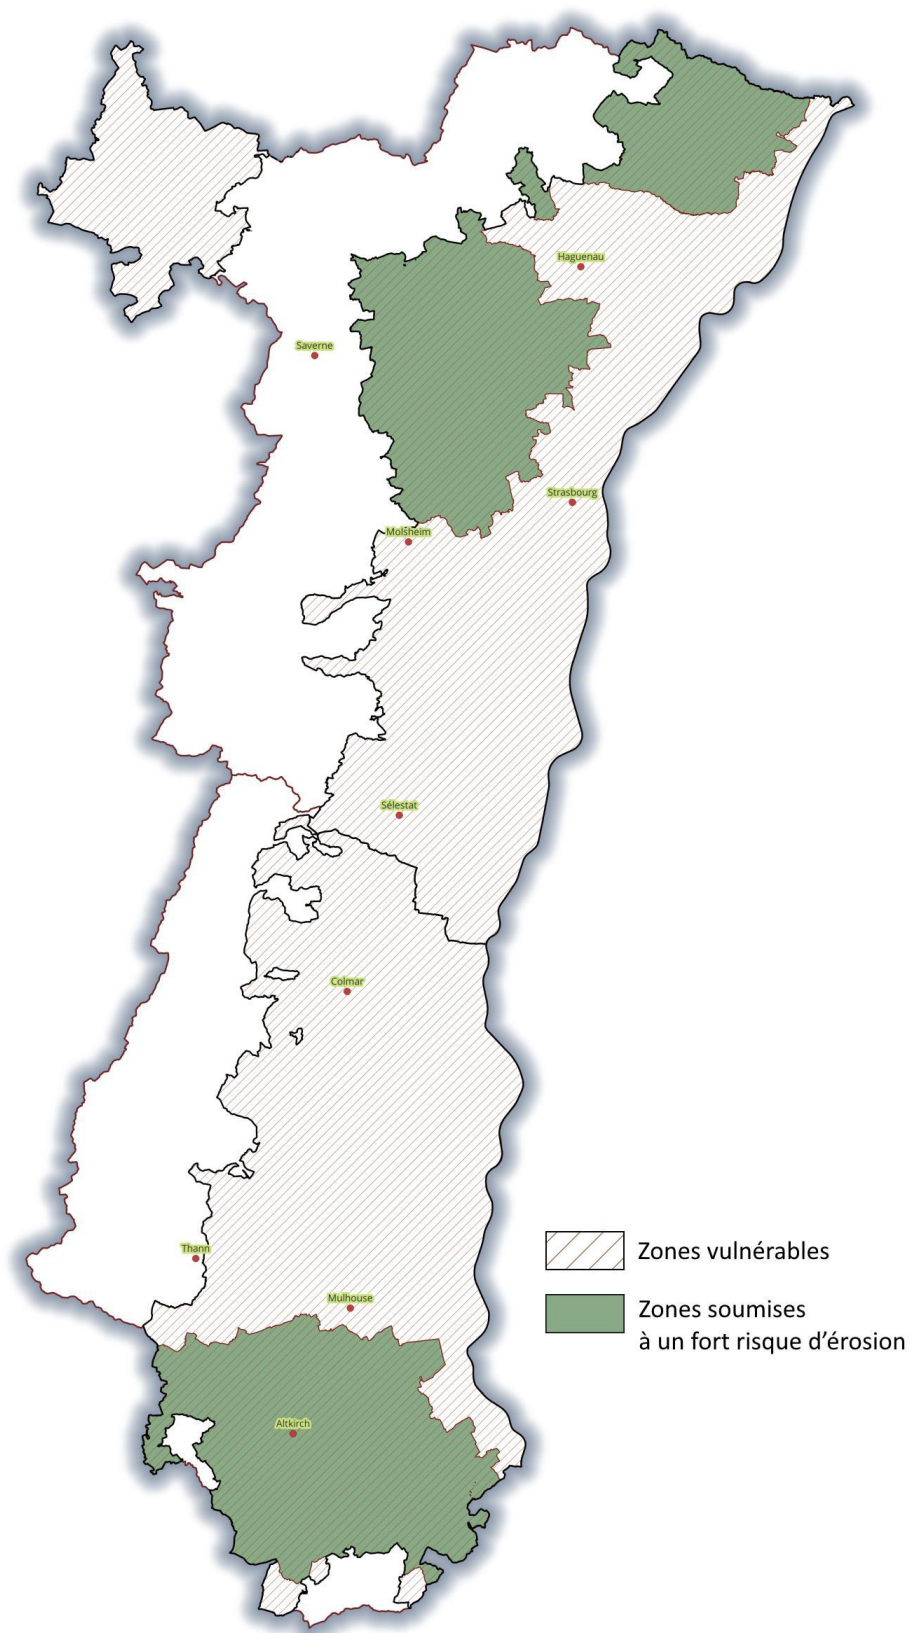 Haguenau
Saverne
Strasbourg
Molsheim
Sélestat
Colmar
Thann
Mulhouse
Altkirch
Zones vulnérables
Zones soumises
à un fort risque d'érosion